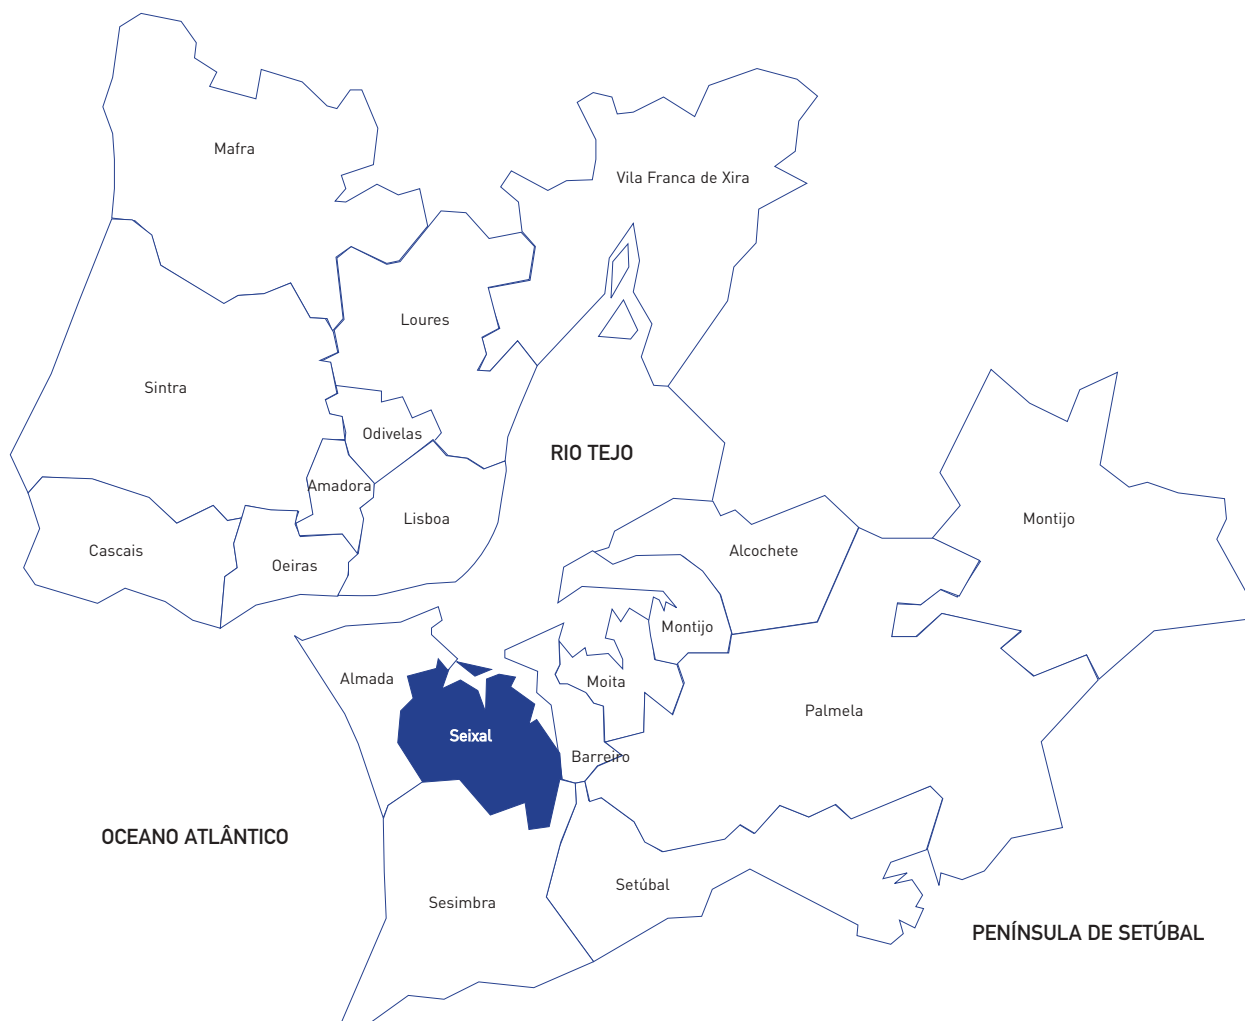 Mafra
Vila Franca de Xira
Loures
Sintra
Odivelas
RIO TEJO
Amadora
Lisboa
Montijo
Cascais
Alcochete
Oeiras
Montijo
Almada
Moita
Palmela
Seixal
Barreiro
OCEANO ATLÂNTICO
Setúbal
Sesimbra
PENÍNSULA DE SETÚBAL